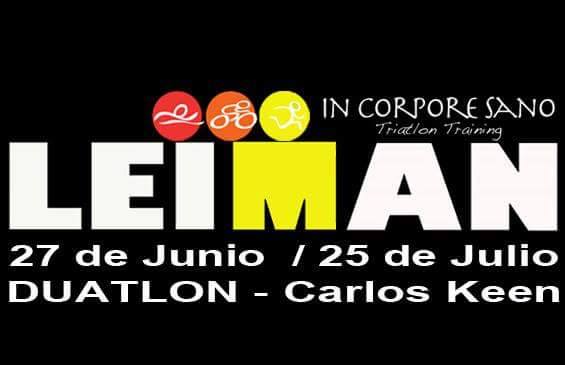 IN CORPORE SANO
Triatlon Training
LEIMAN
27 de Junio / 25 de Julio
DUATLON - Carlos Keen